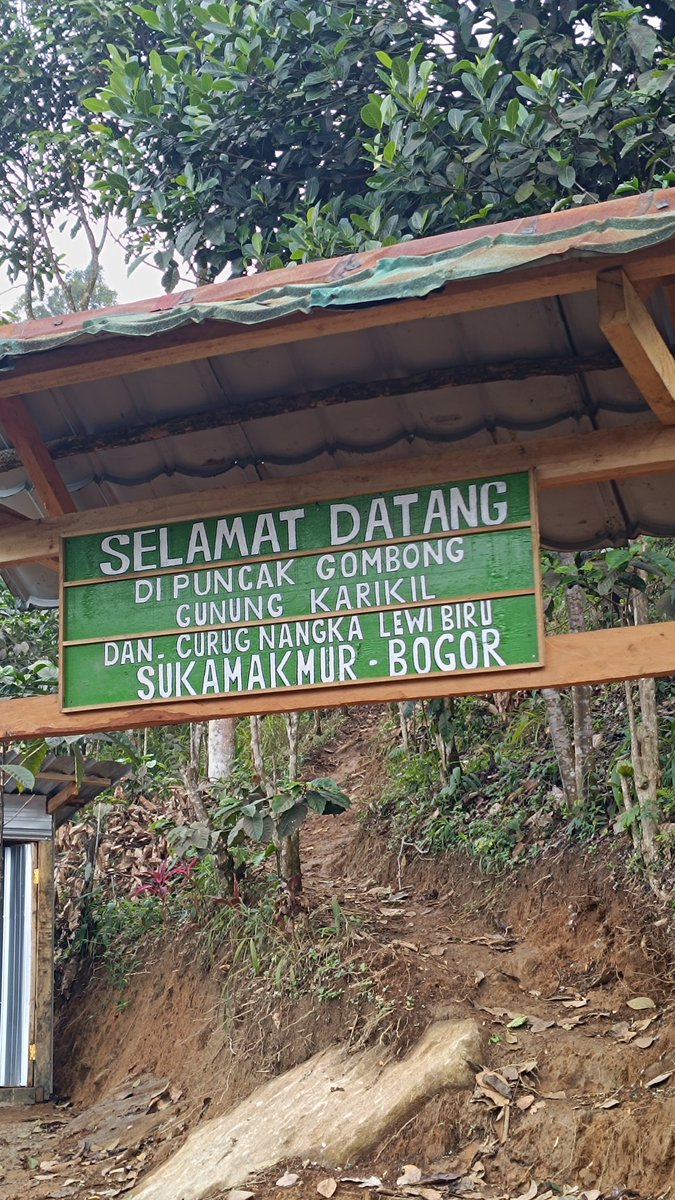 SELAMAT DATANG
DI PUNCAK GOMBONG
GUNUNG KARIKIL
DAN - CURUG NANGKA LEWI BIRU
SUKAMAKMUR - BOGOR